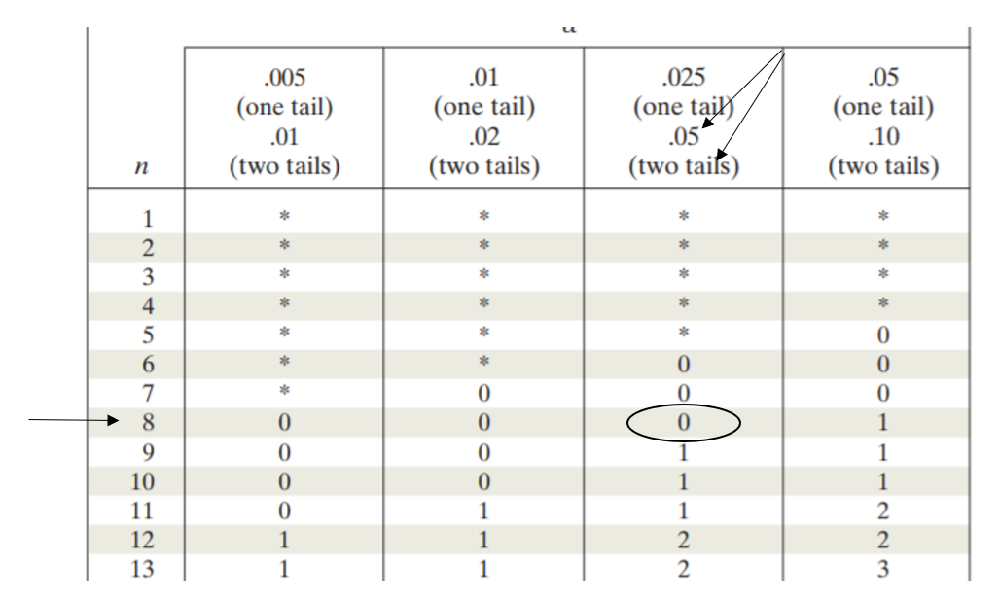 α
.005 .01 .025 .05
(one tail) (one tail) (one tail) (one tail)
.01 .02 .05 .10
n (two tails) (two tails) (two tails) (two tails)
1 * * * *
2 * * * *
3 * * * *
4 * * * *
5 * * * 0
6 * * 0 0
7 * 0 0 0
8 0 0 0 1
9 0 0 1 1
10 0 0 1 1
11 0 1 1 2
12 1 1 2 2
13 1 1 2 3